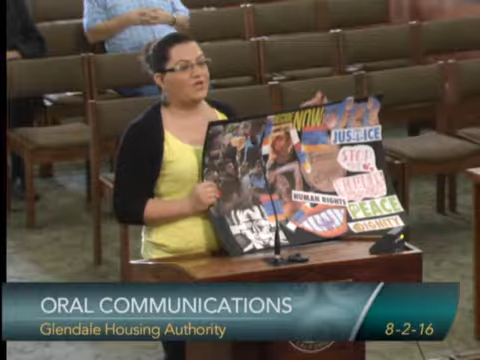 NOW
JUSTICE
STOP
HUMAN RIGHTS
PEACE
DIGNITY
ORAL COMMUNICATIONS
Glendale Housing Authority
8-2-16